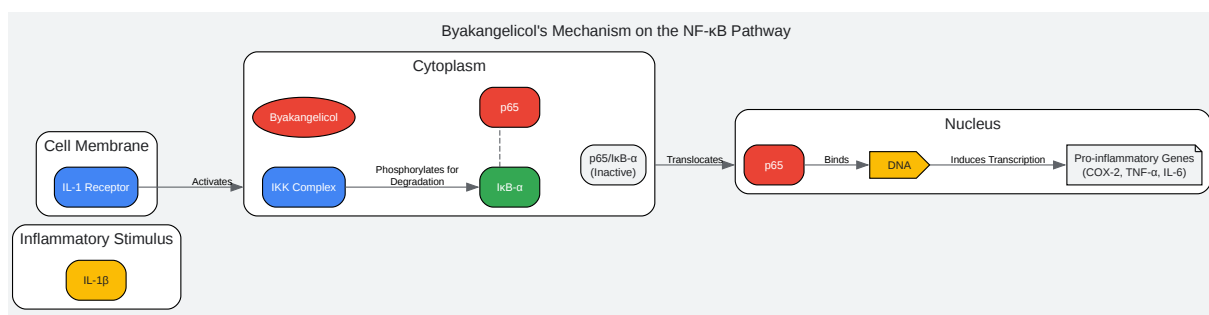 Byakangelicol's Mechanism on the NF-κB Pathway
Cytoplasm
Byakangelicol
p65
Cell Membrane
IL-1 Receptor
Activates
IKK Complex
Phosphorylates for
Degradation
IκB-α
p65/IκB-α
(Inactive)
Translocates
Nucleus
p65
Binds
DNA
Induces Transcription
Pro-inflammatory Genes
(COX-2, TNF-α, IL-6)
Inflammatory Stimulus
IL-1β